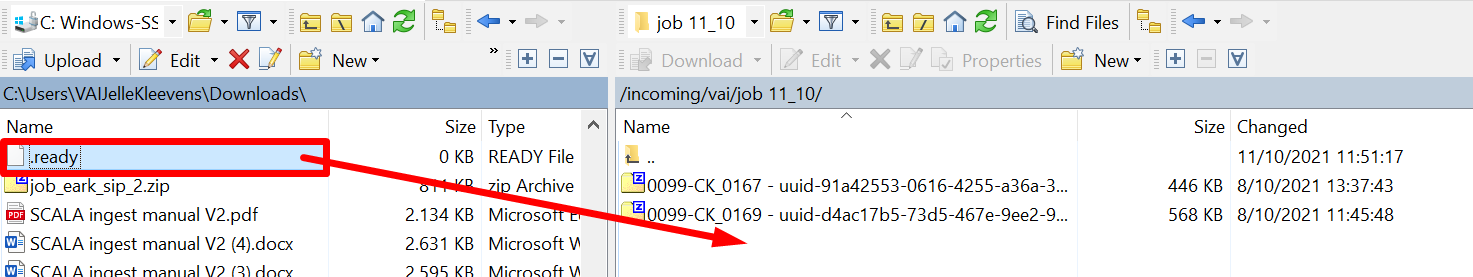 C: Windows-SS
Upload Edit New »
C:\Users\VAIJelleKleevens\Downloads\
Name Size Type
.ready 0 KB READY File
job_eark_sip_2.zip 811 KB zip Archive
SCALA ingest manual V2.pdf 2.134 KB Microsoft E
SCALA ingest manual V2 (4).docx 2.631 KB Microsoft W
SCALA ingest manual V2 (3).docx 2.595 KB Microsoft W
job 11_10 Find Files
Download Edit Properties New
/incoming/vai/job 11_10/
Name Size Changed
.. 11/10/2021 11:51:17
0099-CK_0167 - uuid-91a42553-0616-4255-a36a-3... 446 KB 8/10/2021 13:37:43
0099-CK_0169 - uuid-d4ac17b5-73d5-467e-9ee2-9... 568 KB 8/10/2021 11:45:48